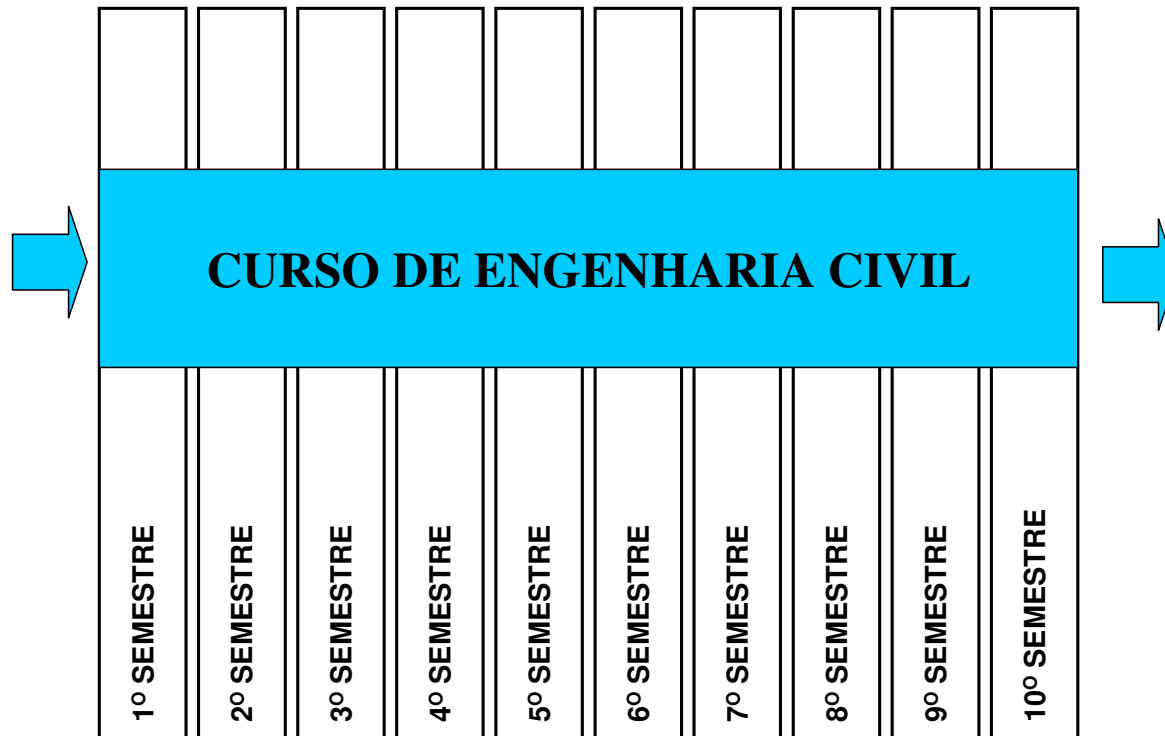 CURSO DE ENGENHARIA CIVIL
1º SEMESTRE
2º SEMESTRE
3º SEMESTRE
4º SEMESTRE
5º SEMESTRE
6º SEMESTRE
7º SEMESTRE
8º SEMESTRE
9º SEMESTRE
10º SEMESTRE